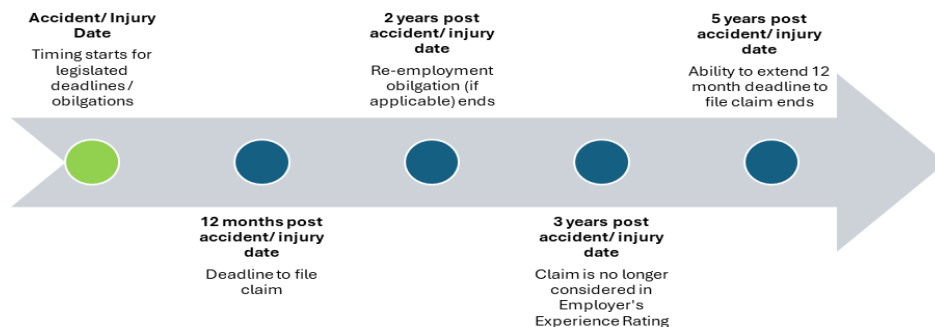 Accident/ Injury
Date
Timing starts for
legislated
deadlines/
obilgations
12 months post
accident/ injury
date
Deadline to file
claim
2 years post
accident/ injury
date
Re-employment
obilgation (if
applicable) ends
3 years post
accident/ injury
date
Claim is no longer
considered in
Employer's
Experience Rating
5 years post
accident/ injury
date
Ability to extend 12
month deadline to
file claim ends